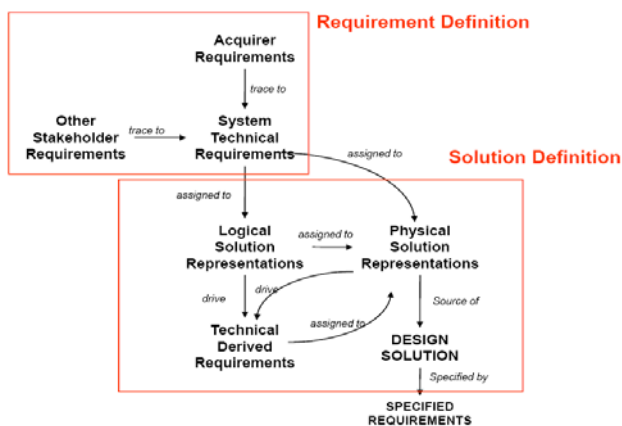 Requirement Definition
Acquirer
Requirements
trace to
Other
Stakeholder
Requirements
trace to
System
Technical
Requirements
assigned to
Solution Definition
assigned to
Logical
Solution
Representations
assigned to
Physical
Solution
Representations
drive
drive
Source of
Technical
Derived
Requirements
assigned to
DESIGN
SOLUTION
Specified by
SPECIFIED
REQUIREMENTS